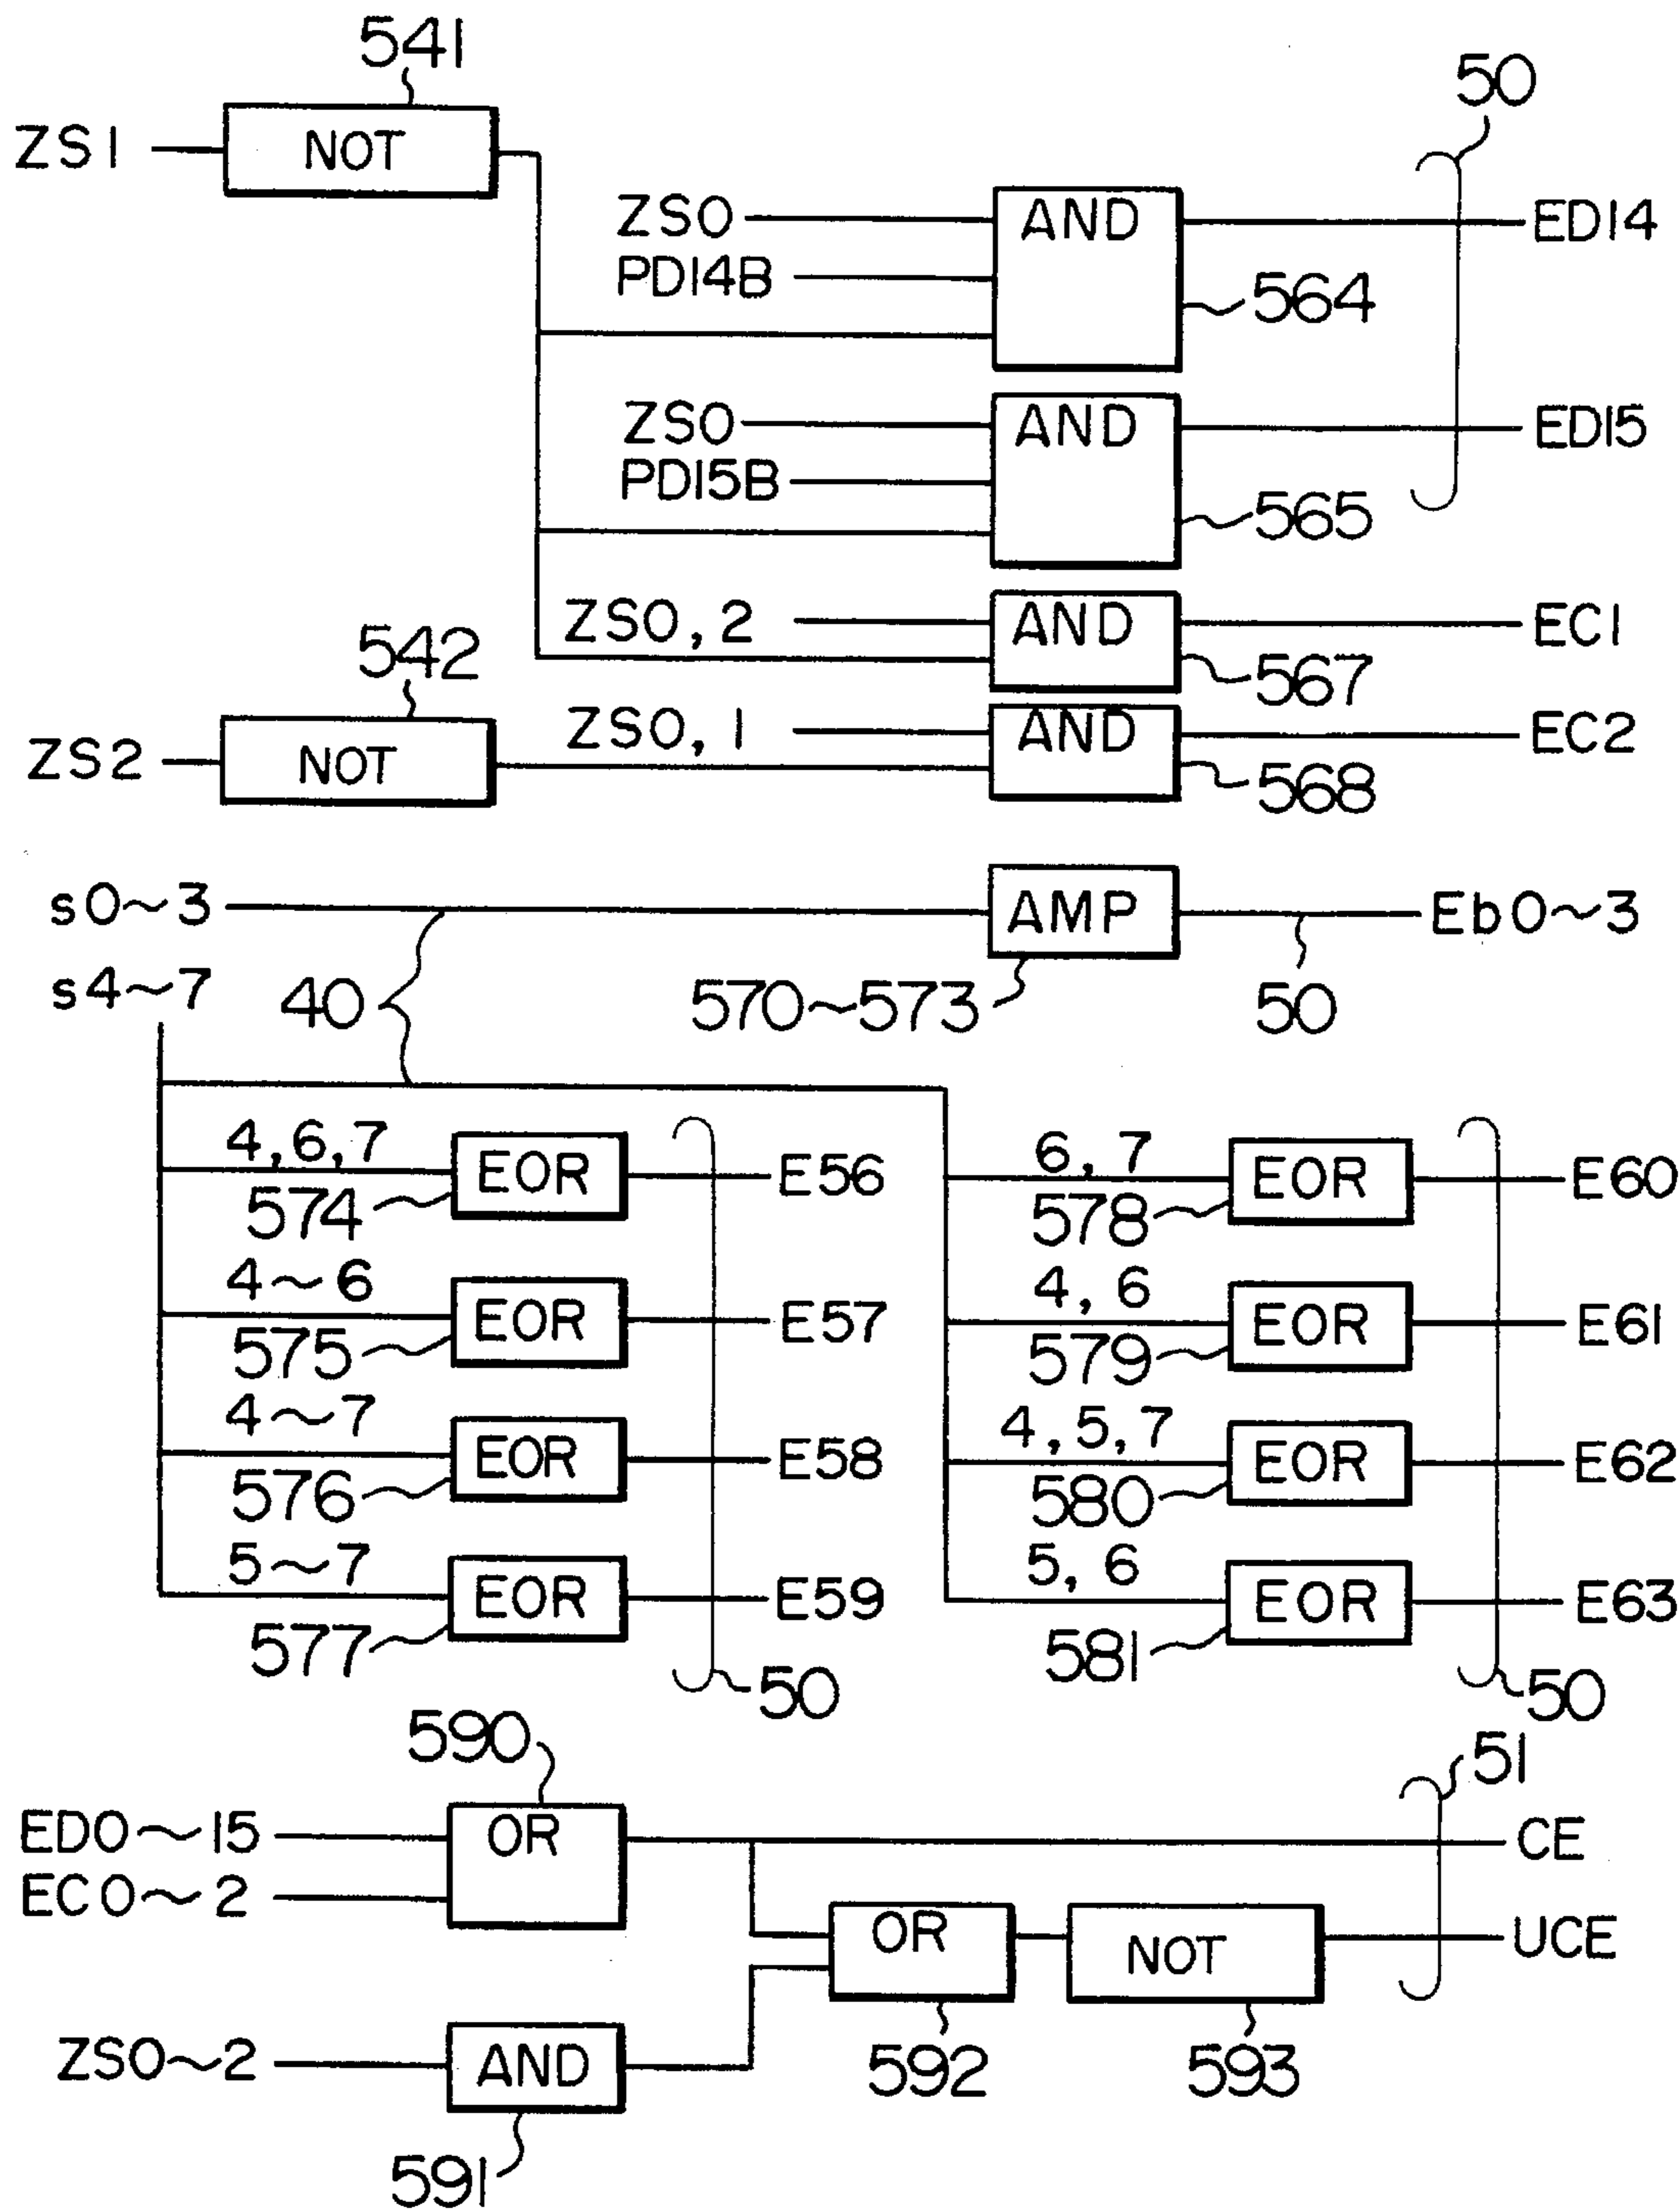 541
50
ZS1 NOT
ZS0 AND ED14
PD14B
564
ZS0 AND ED15
PD15B
565
ZS0, 2 AND EC1
542
567
ZS0, 1 AND EC2
ZS2 NOT
568
s0~3 AMP Eb0~3
s4~7
40
570~573
50
4, 6, 7 EOR E56
574
6, 7 EOR E60
578
4~6 EOR E57
575
4, 6 EOR E61
579
4~7 EOR E58
576
4, 5, 7 EOR E62
580
5~7 EOR E59
577
5, 6 EOR E63
581
50
50
590
51
ED0~15 OR CE
EC0~2
OR NOT UCE
592
593
ZS0~2 AND
591